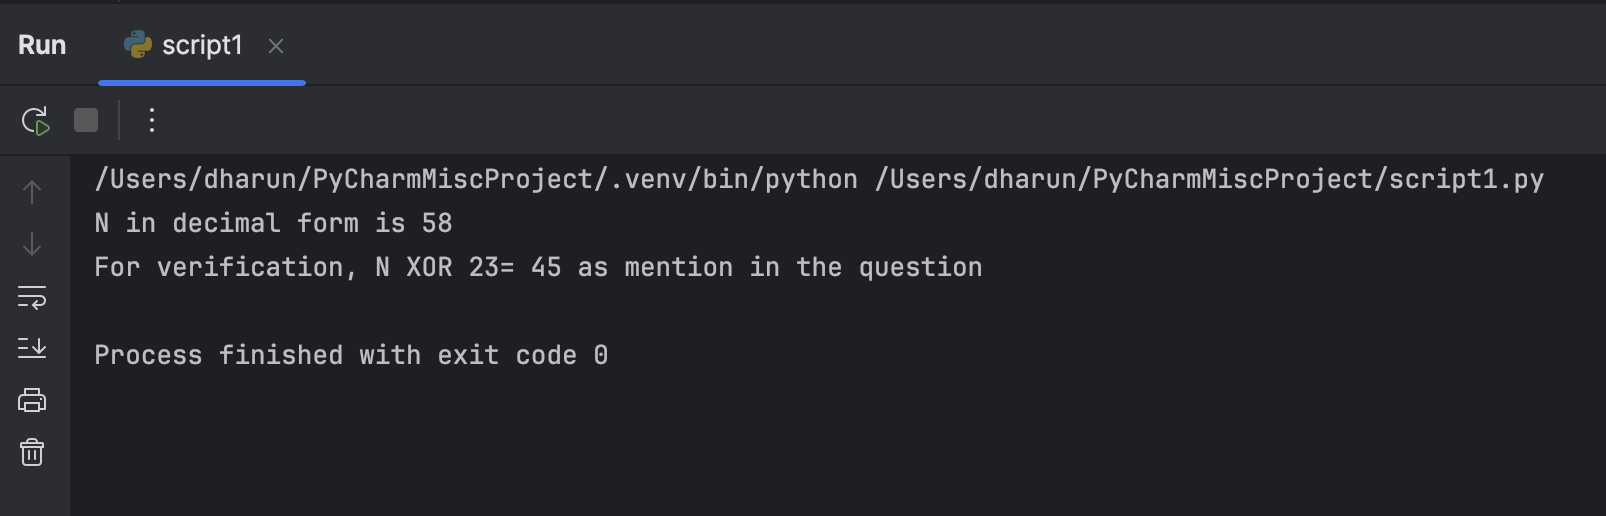 Run script1
/Users/dharun/PyCharmMiscProject/.venv/bin/python /Users/dharun/PyCharmMiscProject/script1.py
N in decimal form is 58
For verification, N XOR 23= 45 as mention in the question
Process finished with exit code 0